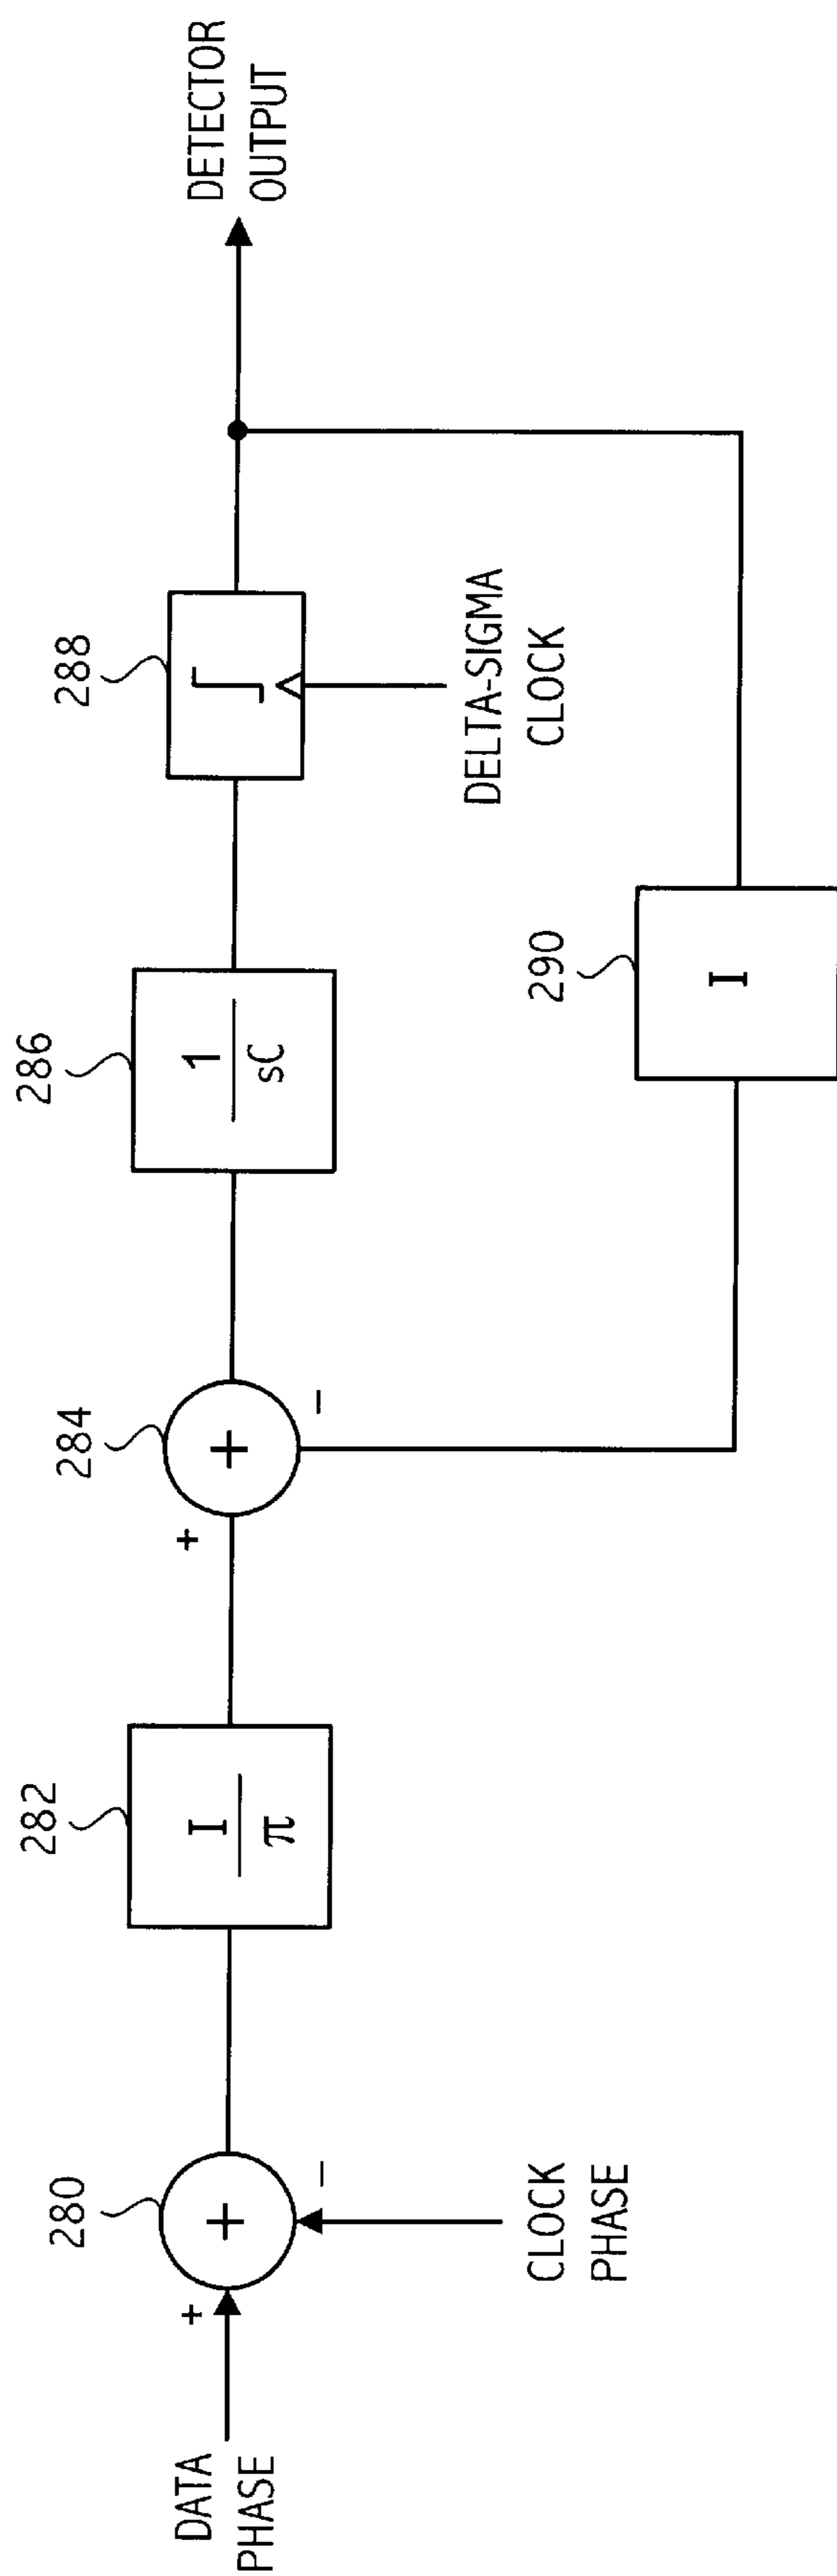 DATA
PHASE
+
280
+
-
CLOCK
PHASE
282
I
π
+
284
+
-
286
1
sC
288
DELTA-SIGMA
CLOCK
290
I
DETECTOR
OUTPUT